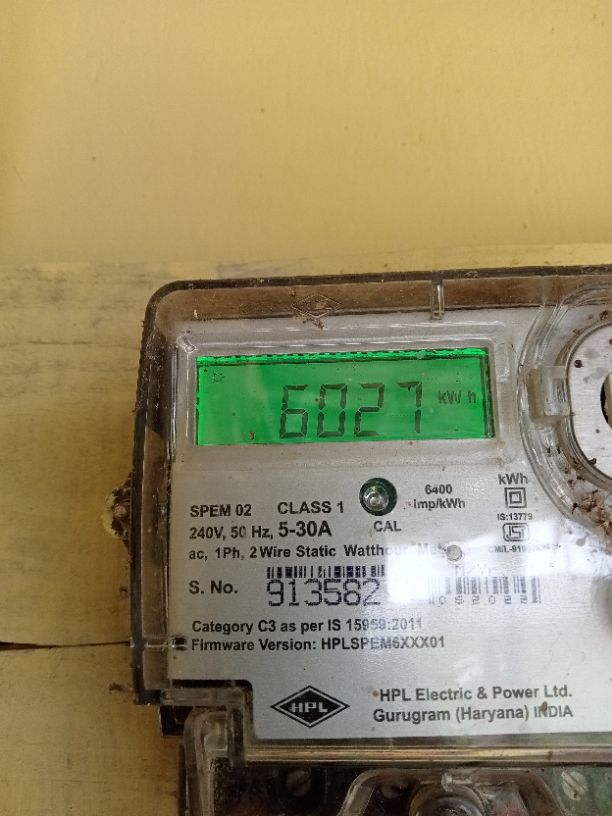 6027 kW h
SPEM 02 CLASS 1
6400
imp/kWh
kWh
240V, 50 Hz, 5-30A
CAL
IS:13779
ac, 1Ph, 2 Wire Static Watthour
S. No. 913582
062022
Category C3 as per IS 15959:2011
Firmware Version: HPLSPEM6XXX01
HPL
HPL Electric & Power Ltd.
Gurugram (Haryana) INDIA